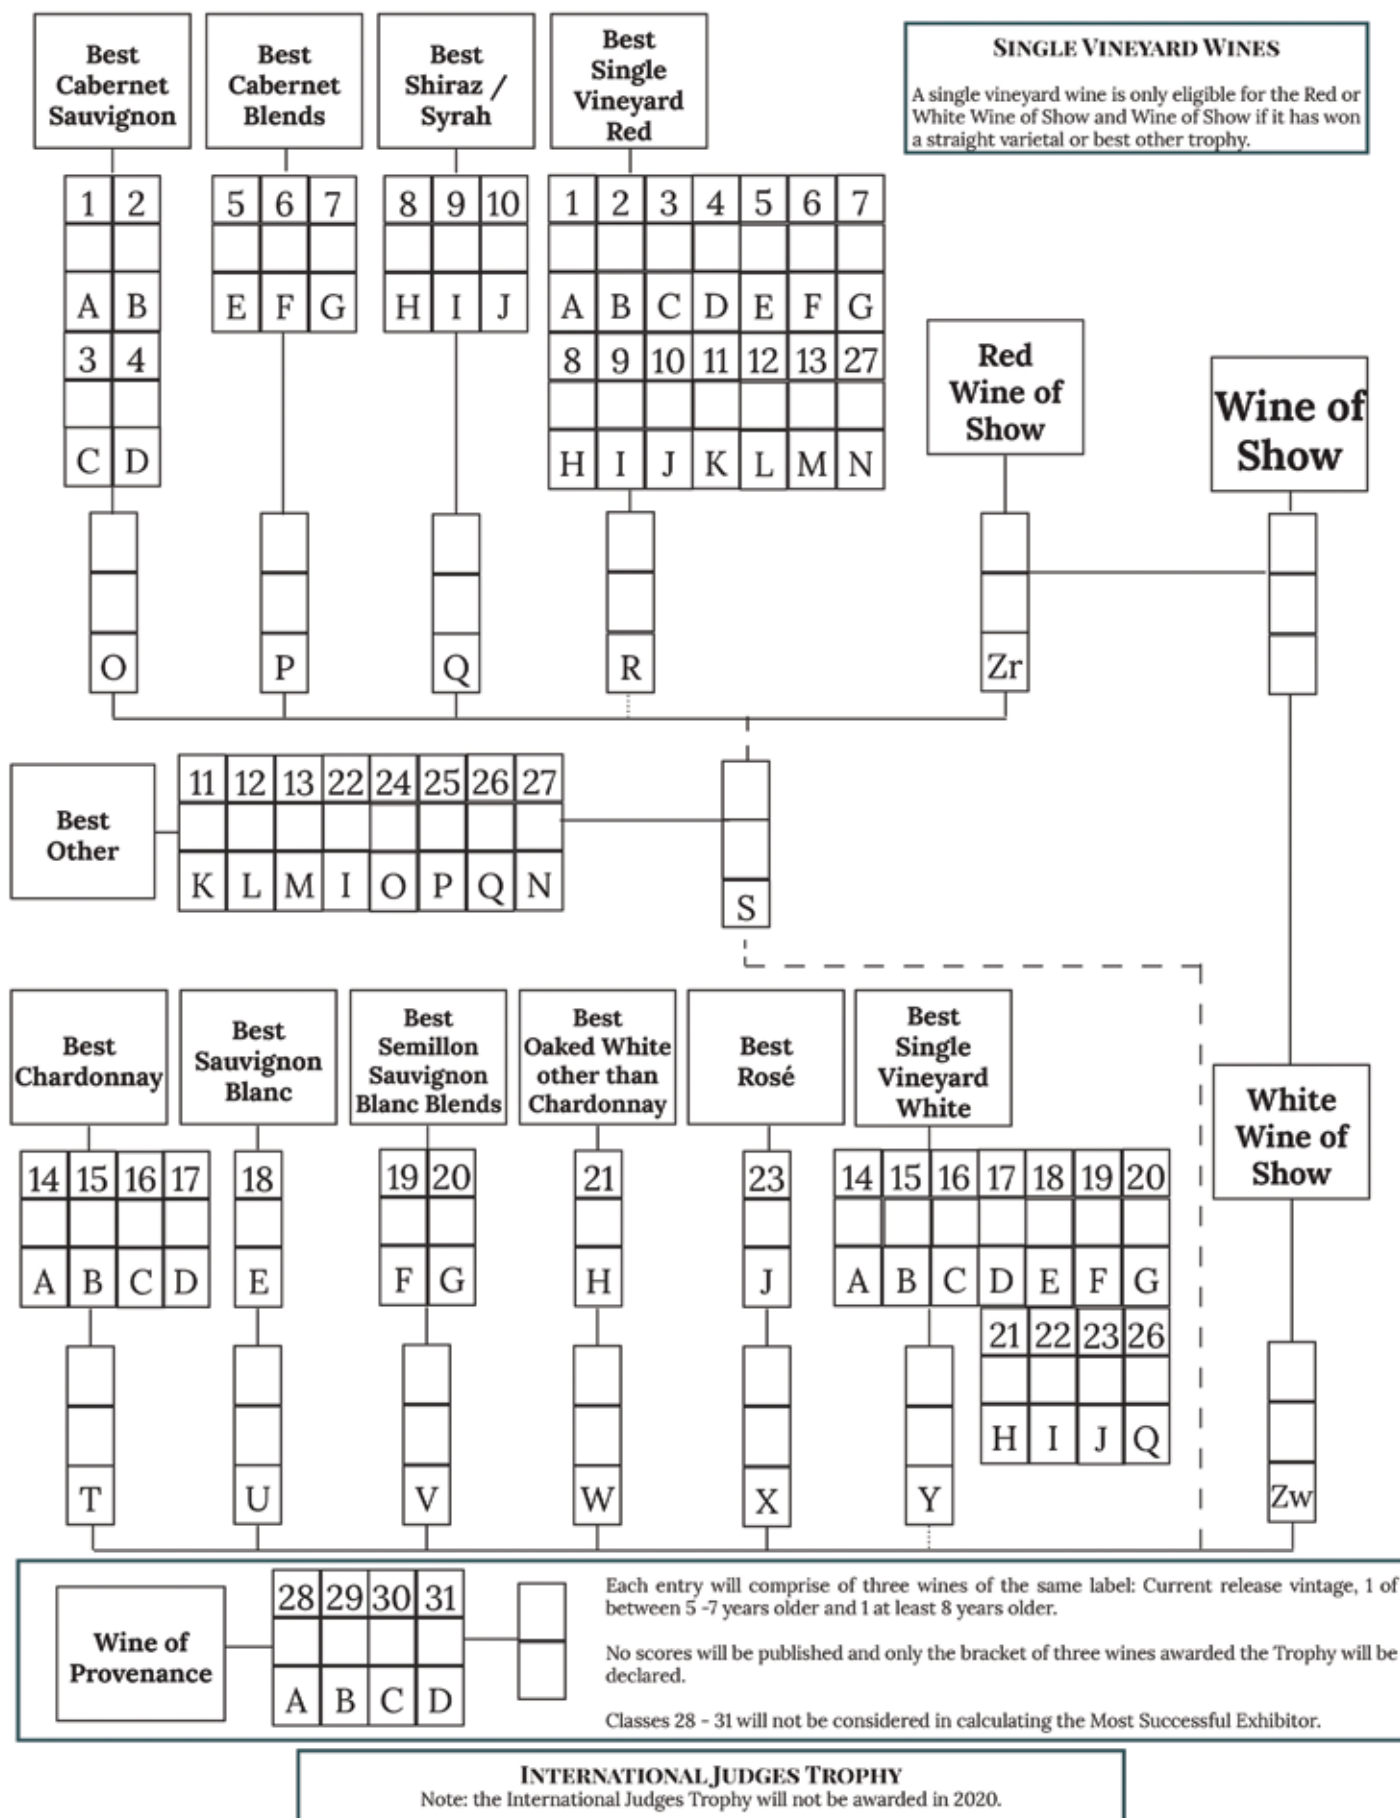 Best
Cabernet
Sauvignon
Best
Cabernet
Blends
Best
Shiraz /
Syrah
Best
Single
Vineyard
Red
SINGLE VINEYARD WINES
A single vineyard wine is only eligible for the Red or
White Wine of Show and Wine of Show if it has won
a straight varietal or best other trophy.
1 2
A B
3 4
C D
5 6 7
E F G
8 9 10
H I J
1 2 3 4 5 6 7
A B C D E F G
8 9 10 11 12 13 27
H I J K L M N
Red
Wine of
Show
Wine of
Show
O
P
Q
R
Zr
Best
Other
11 12 13 22 24 25 26 27
K L M I O P Q N
S
Best
Chardonnay
Best
Sauvignon
Blanc
Best
Semillon
Sauvignon
Blanc Blends
Best
Oaked White
other than
Chardonnay
Best
Rosé
Best
Single
Vineyard
White
White
Wine of
Show
14 15 16 17
A B C D
18
E
19 20
F G
21
H
23
J
14 15 16 17 18 19 20
A B C D E F G
21 22 23 26
H I J Q
T
U
V
W
X
Y
Zw
Wine of
Provenance
28 29 30 31
A B C D
Each entry will comprise of three wines of the same label: Current release vintage, 1 of
between 5 -7 years older and 1 at least 8 years older.
No scores will be published and only the bracket of three wines awarded the Trophy will be
declared.
Classes 28 - 31 will not be considered in calculating the Most Successful Exhibitor.
INTERNATIONAL JUDGES TROPHY
Note: the International Judges Trophy will not be awarded in 2020.